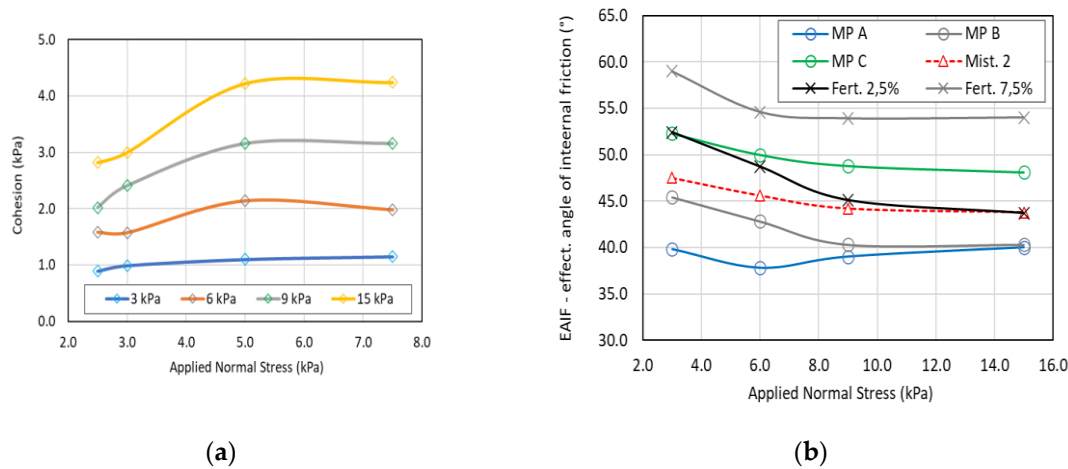 5.0
4.0
3.0
2.0
1.0
0.0
Cohesion (kPa)
3 kPa 6 kPa 9 kPa 15 kPa
2.0 3.0 4.0 5.0 6.0 7.0 8.0
Applied Normal Stress (kPa)
(a)
65.0
60.0
55.0
50.0
45.0
40.0
35.0
30.0
EAIF - effect. angle of inteernal friction (°)
MP A MP B
MP C Mist. 2
Fert. 2,5% Fert. 7,5%
2.0 4.0 6.0 8.0 10.0 12.0 14.0 16.0
Applied Normal Stress (kPa)
(b)